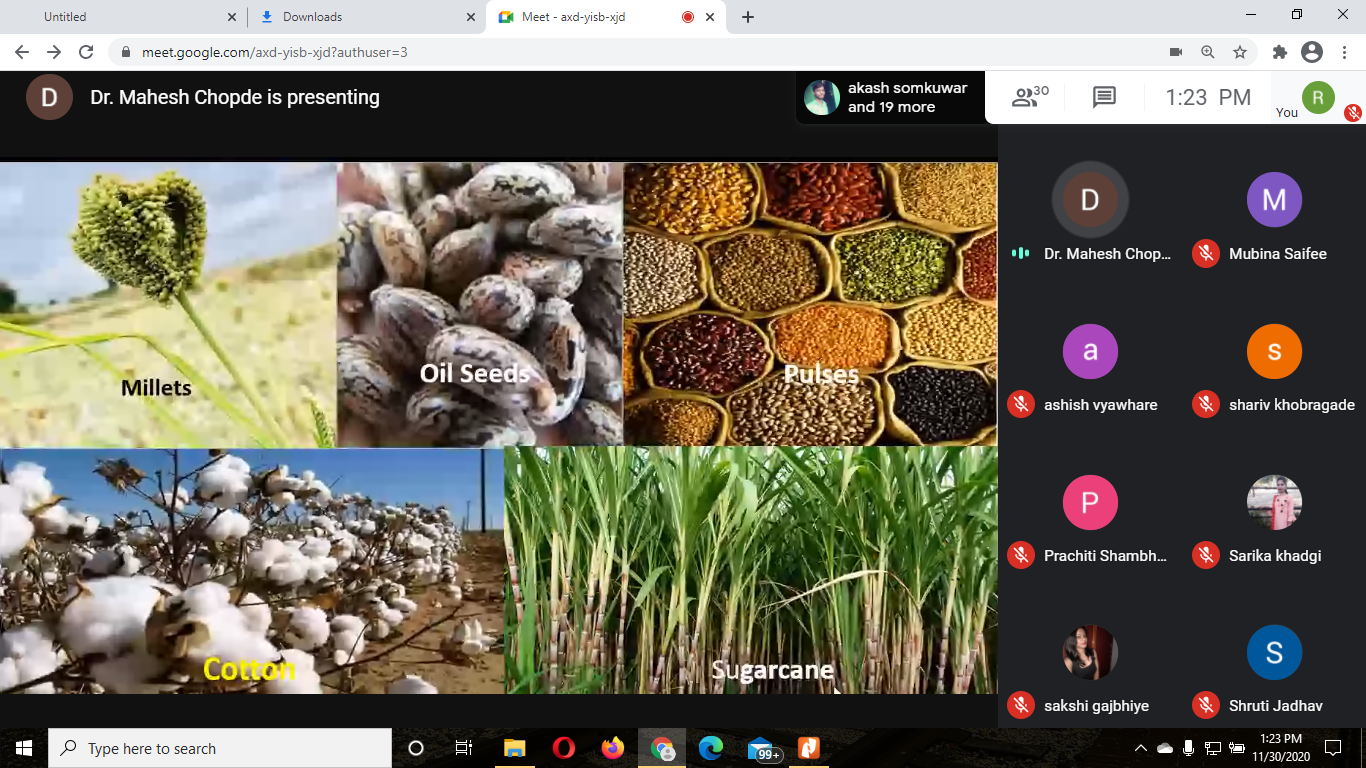 Untitled
Downloads
Meet - axd-yisb-xjd
meet.google.com/axd-yisb-xjd?authuser=3
D
Dr. Mahesh Chopde is presenting
akash somkuwar
and 19 more
30
1:23 PM
You
R
Millets
Oil Seeds
Pulses
Cotton
Sugarcane
D
Dr. Mahesh Chop...
M
Mubina Saifee
a
ashish vyawhare
s
shariv khobragade
P
Prachiti Shambh...
Sarika khadgi
sakshi gajbhiye
S
Shruti Jadhav
Type here to search
99+
1:23 PM
11/30/2020